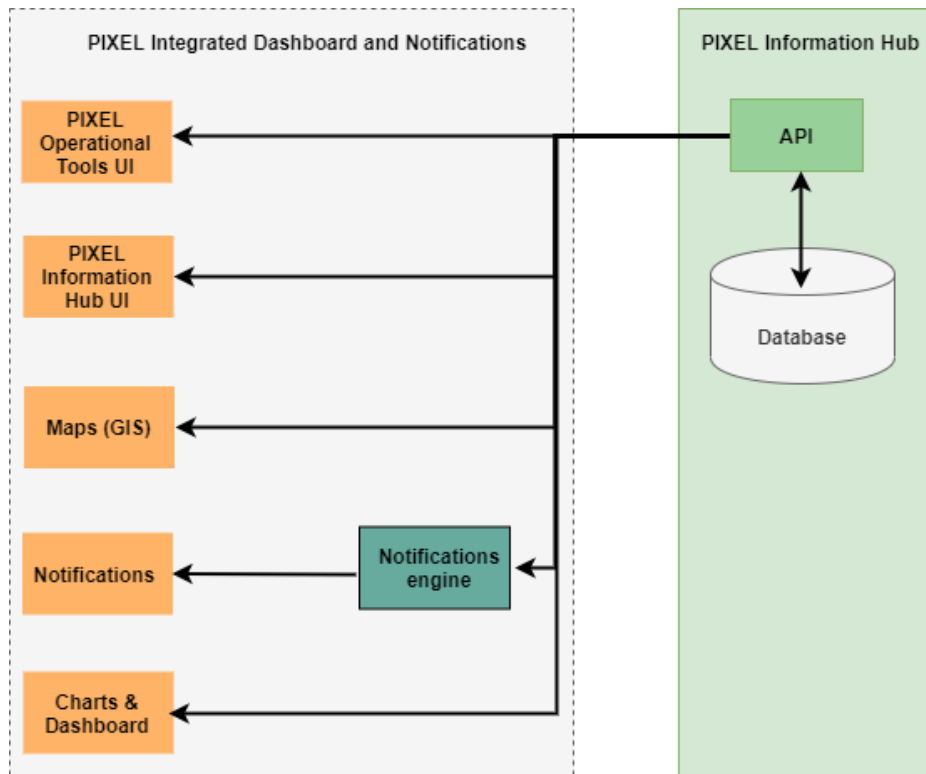 PIXEL Integrated Dashboard and Notifications
PIXEL
Operational
Tools UI
PIXEL
Information
Hub UI
Maps (GIS)
Notifications
Notifications
engine
Charts &
Dashboard
PIXEL Information Hub
API
Database